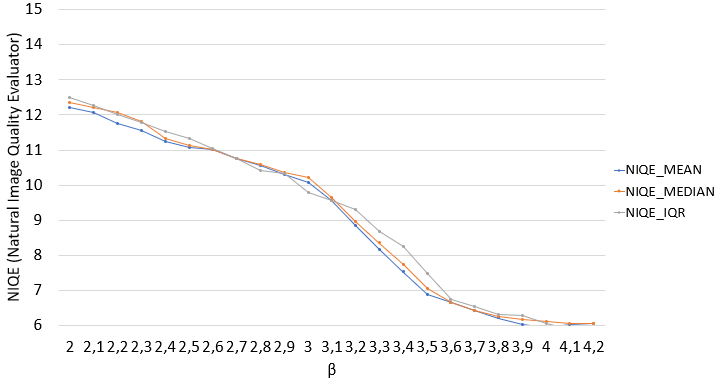 NIQE (Natural Image Quality Evaluator)
15
14
13
12
11
10
9
8
7
6
2 2,1 2,2 2,3 2,4 2,5 2,6 2,7 2,8 2,9 3 3,1 3,2 3,3 3,4 3,5 3,6 3,7 3,8 3,9 4 4,1 4,2
β
NIQE_MEAN
NIQE_MEDIAN
NIQE_IQR